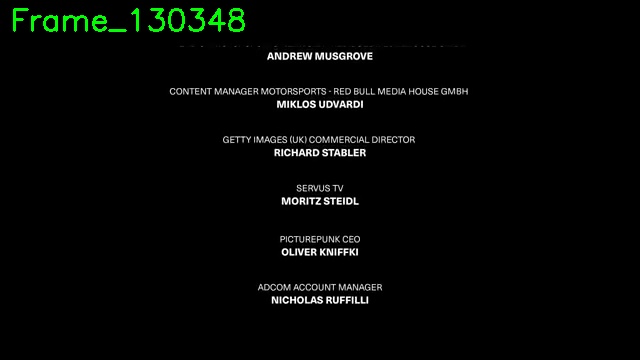 Frame_130348
ANDREW MUSGROVE
CONTENT MANAGER MOTORSPORTS - RED BULL MEDIA HOUSE GMBH
MIKLOS UDVARDI
GETTY IMAGES (UK) COMMERCIAL DIRECTOR
RICHARD STABLER
SERVUS TV
MORITZ STEIDL
PICTUREPUNK CEO
OLIVER KNIFFKI
ADCOM ACCOUNT MANAGER
NICHOLAS RUFFILLI